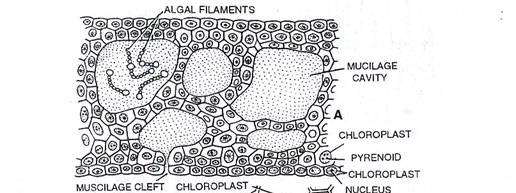 ALGAL FILAMENTS
MUCILAGE
CAVITY
A
CHLOROPLAST
PYRENOID
CHLOROPLAST
MUSCILAGE CLEFT CHLOROPLAST
NUCLEUS